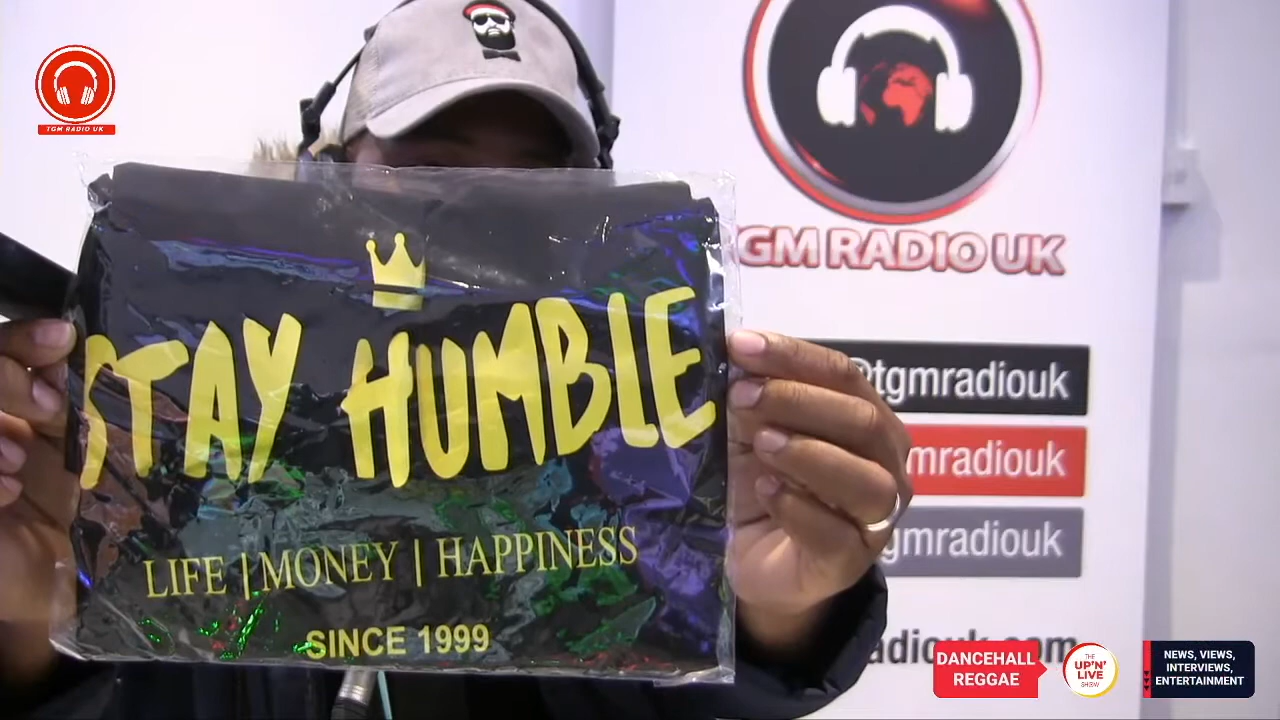 TGM RADIO UK
GM RADIO UK
STAY HUMBLE
LIFE | MONEY | HAPPINESS
SINCE 1999
@tgmradiouk
mradiouk
gmradiouk
adiouk.com
DANCEHALL
REGGAE
THE
UP'N'
LIVE
SHOW
NEWS, VIEWS,
INTERVIEWS,
ENTERTAINMENT